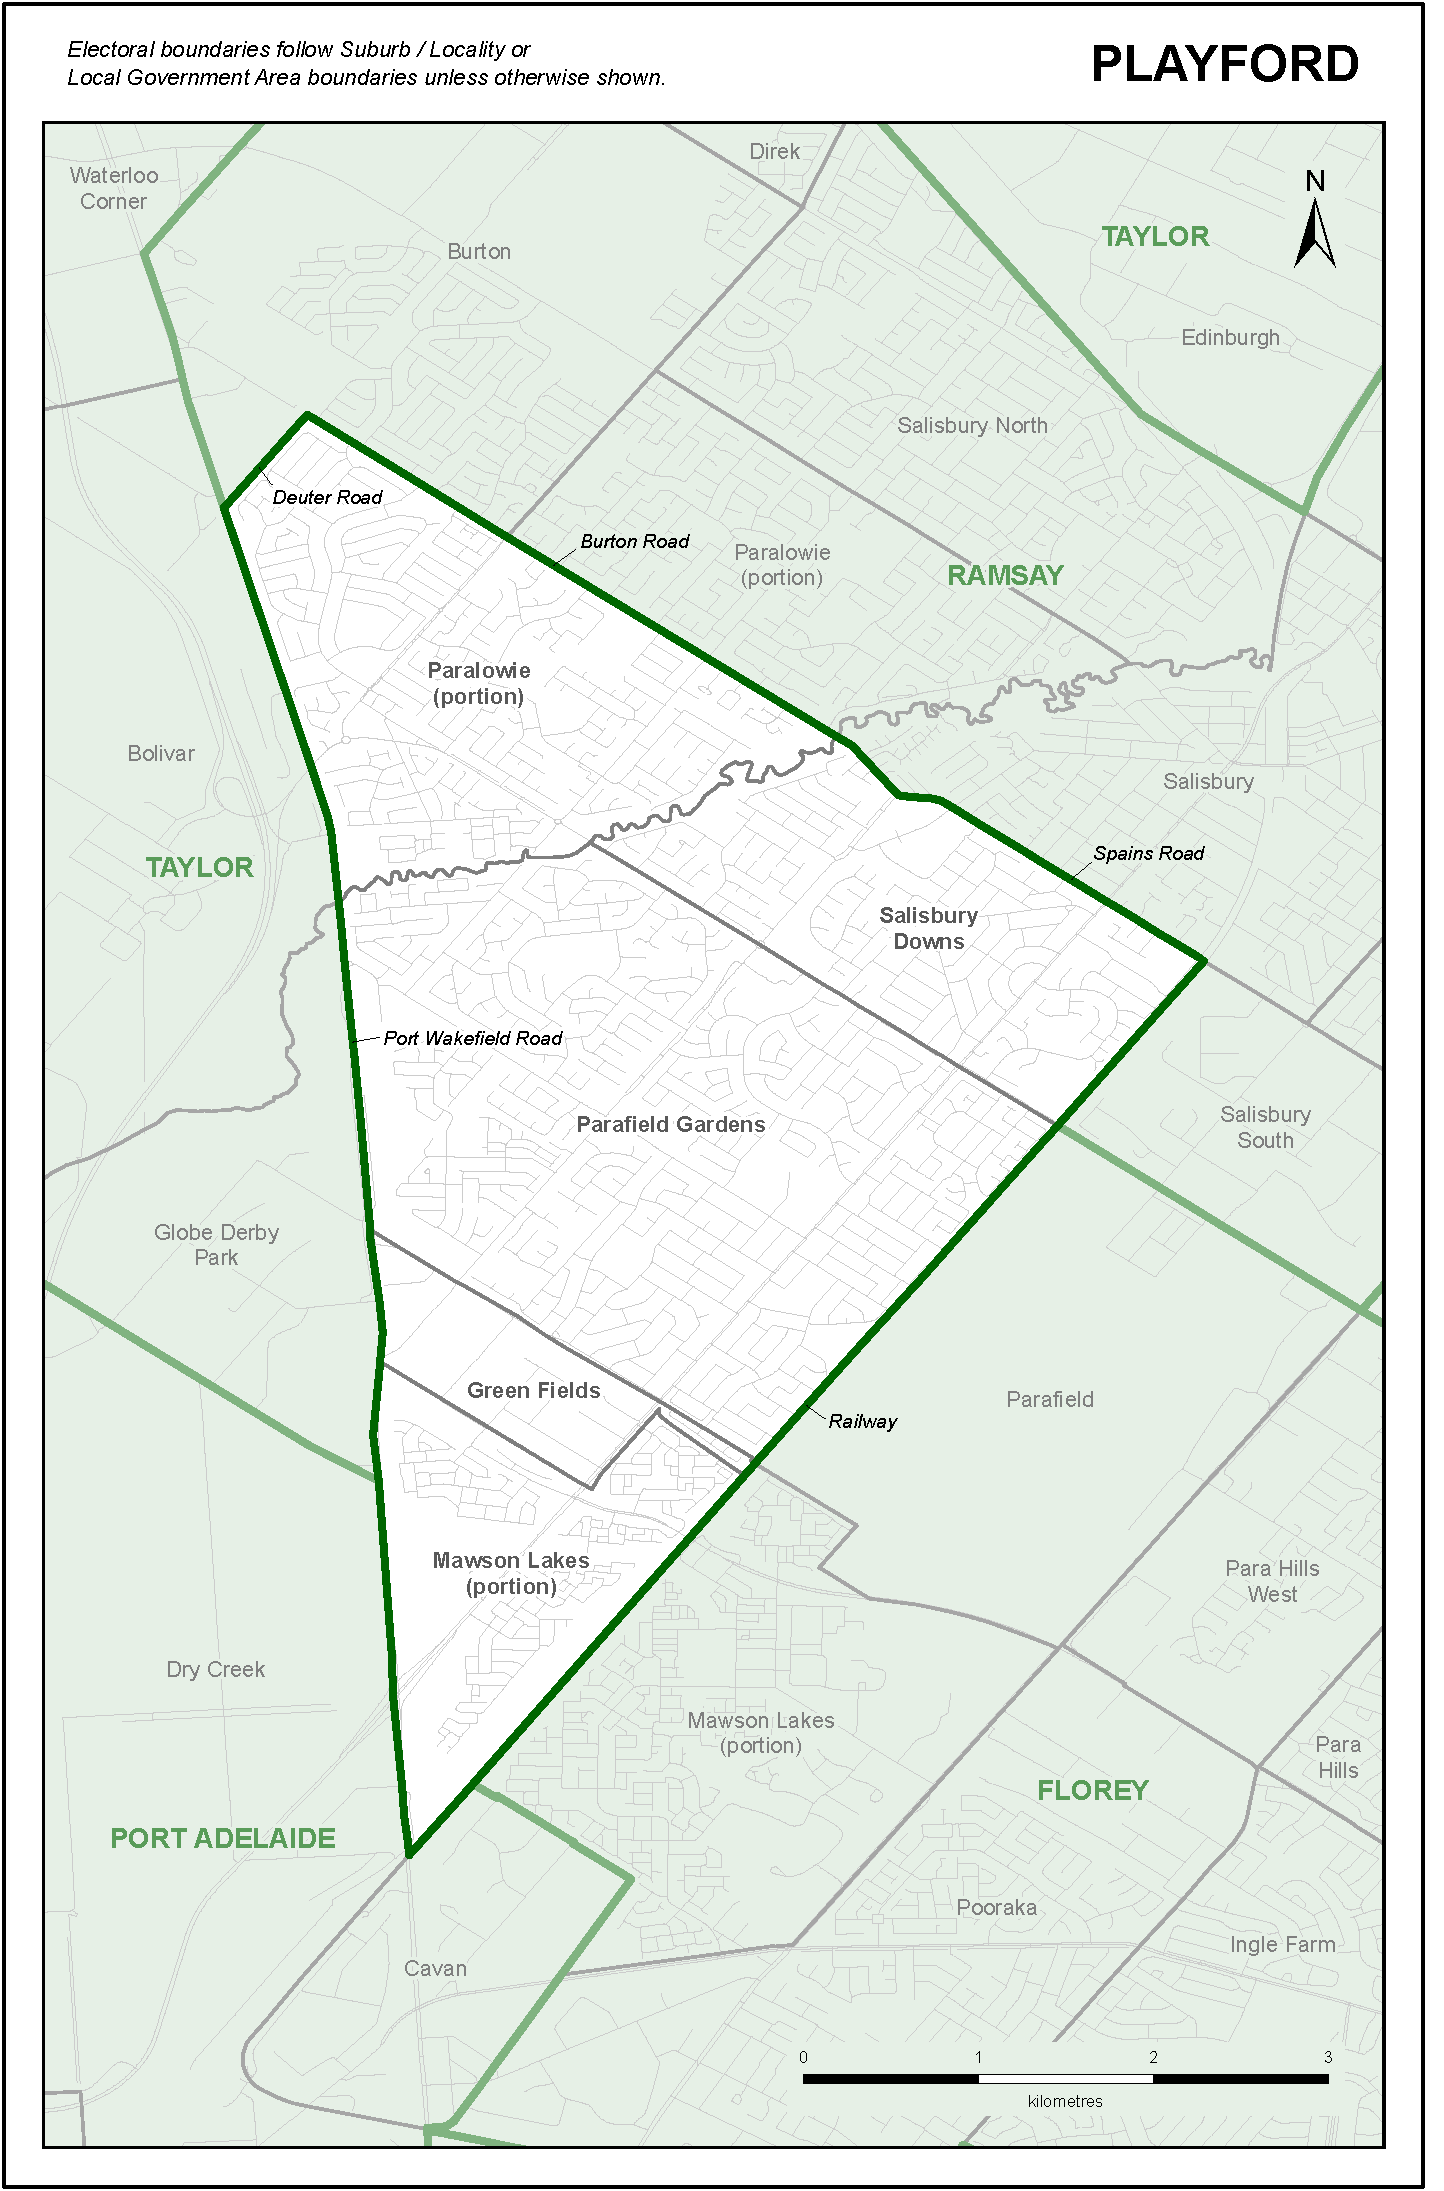 Electoral boundaries follow Suburb / Locality or
Local Government Area boundaries unless otherwise shown.
PLAYFORD
Direk
Waterloo
Corner
N
TAYLOR
Burton
Edinburgh
Salisbury North
Deuter Road
Burton Road
Paralowie
(portion)
RAMSAY
Paralowie
(portion)
Bolivar
Salisbury
TAYLOR
Spains Road
Salisbury
Downs
Port Wakefield Road
Parafield Gardens
Salisbury
South
Globe Derby
Park
Green Fields
Parafield
Railway
Mawson Lakes
(portion)
Para Hills
West
Dry Creek
Mawson Lakes
(portion)
Para
Hills
FLOREY
PORT ADELAIDE
Pooraka
Ingle Farm
Cavan
0 1 2 3
kilometres